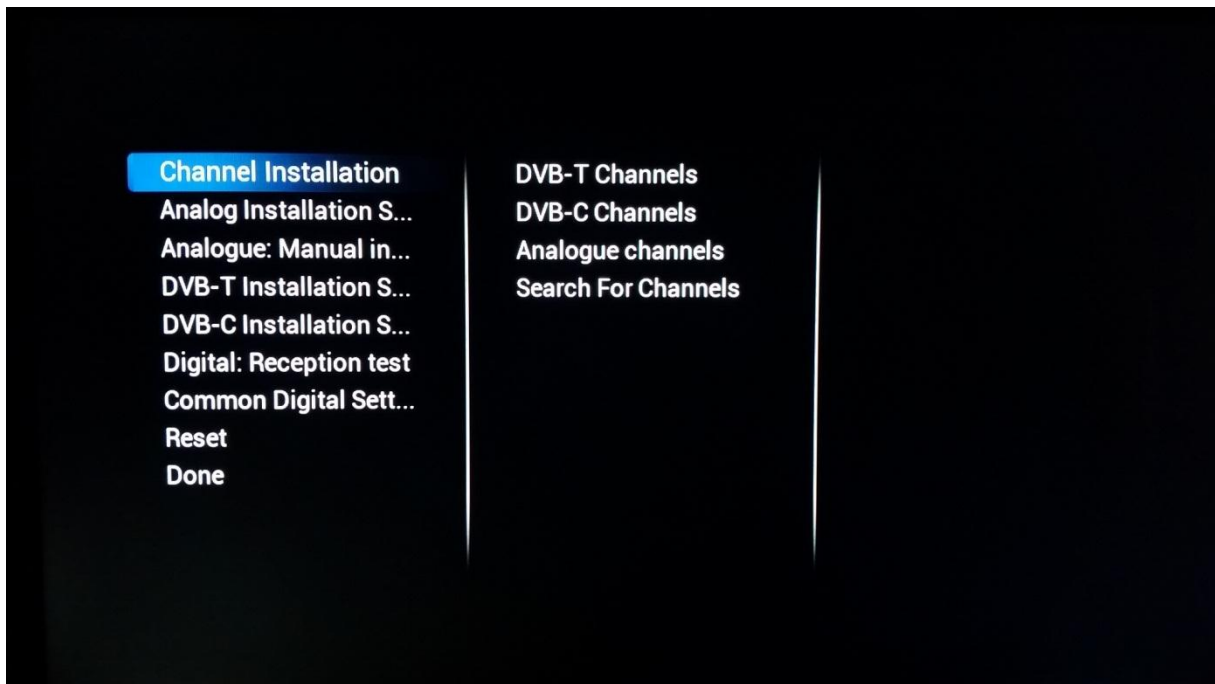 Channel Installation
Analog Installation S...
Analogue: Manual in...
DVB-T Installation S...
DVB-C Installation S...
Digital: Reception test
Common Digital Sett...
Reset
Done
DVB-T Channels
DVB-C Channels
Analogue channels
Search For Channels